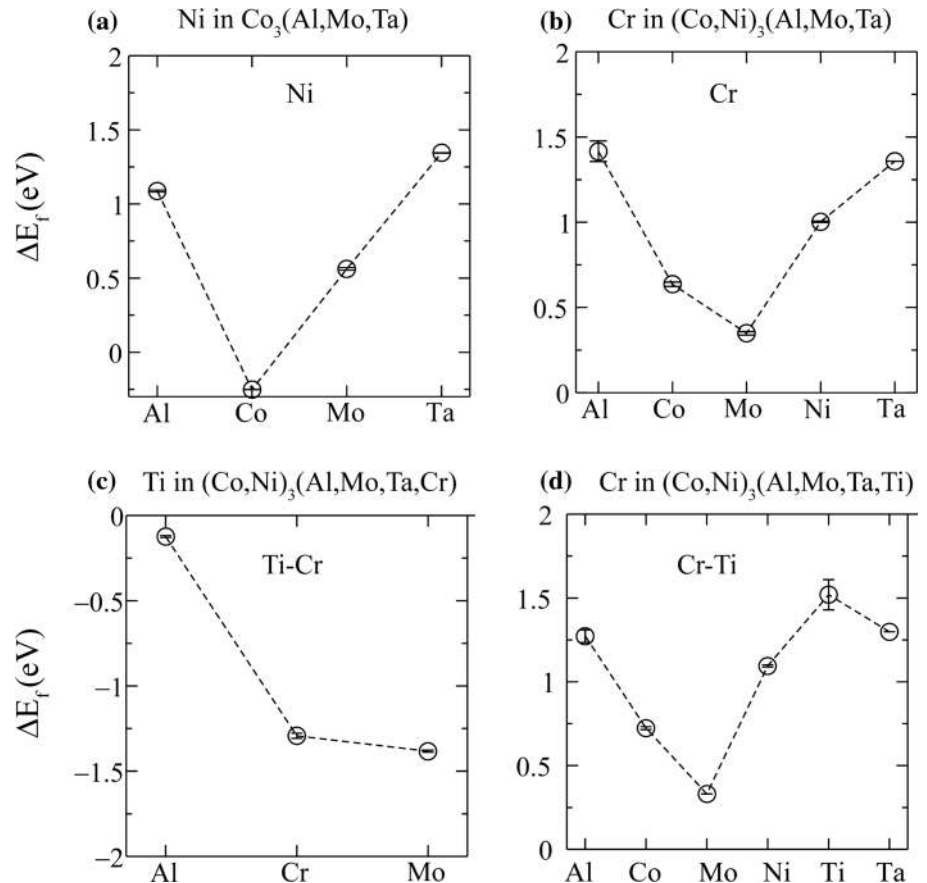 (a) Ni in Co₃(Al,Mo,Ta)
2
1.5
1
0.5
0
Ni
ΔE_f(eV)
Al Co Mo Ta
(b) Cr in (Co,Ni)₃(Al,Mo,Ta)
2
1.5
1
0.5
0
Cr
Al Co Mo Ni Ta
(c) Ti in (Co,Ni)₃(Al,Mo,Ta,Cr)
0
−0.5
−1
−1.5
−2
Ti-Cr
ΔE_f(eV)
Al Cr Mo
(d) Cr in (Co,Ni)₃(Al,Mo,Ta,Ti)
2
1.5
1
0.5
0
Cr-Ti
Al Co Mo Ni Ti Ta